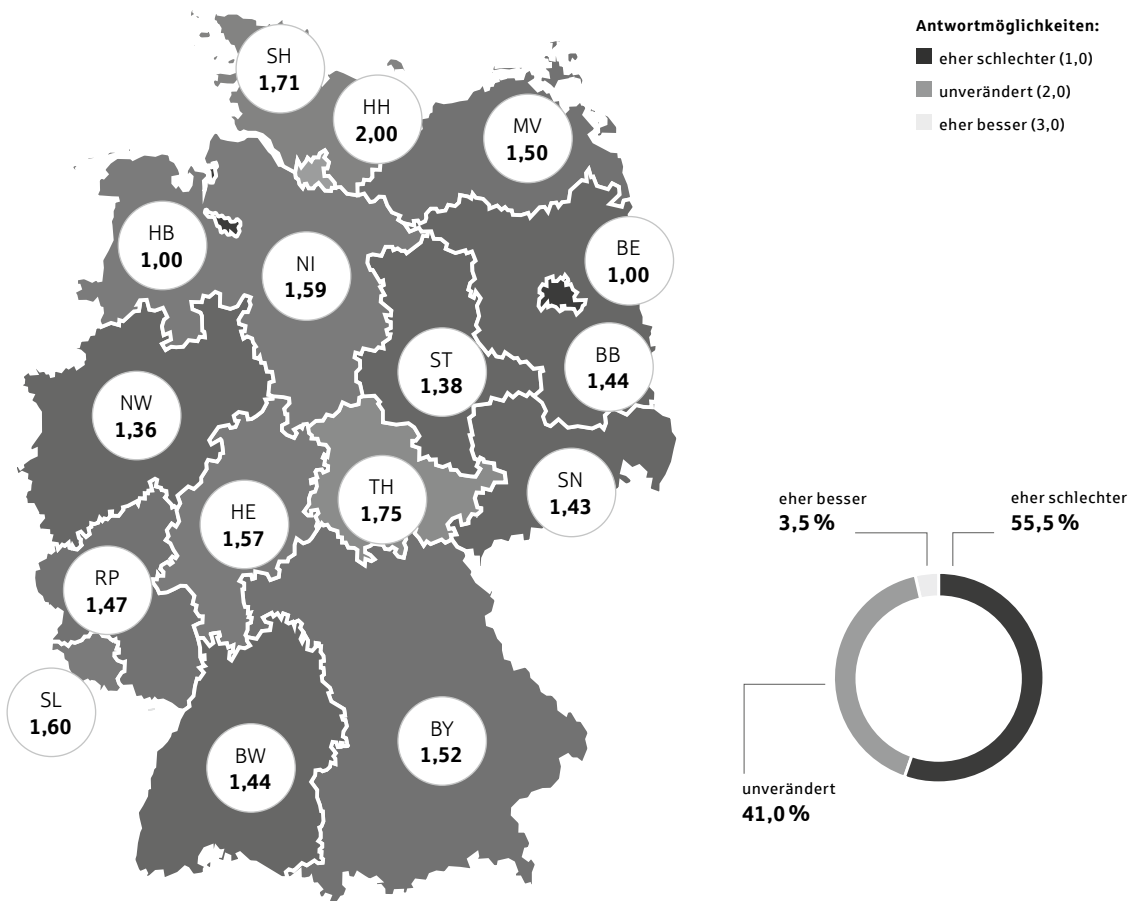 Antwortmöglichkeiten:
eher schlechter (1,0)
unverändert (2,0)
eher besser (3,0)
SH
1,71
HH
2,00
MV
1,50
HB
1,00
NI
1,59
BE
1,00
ST
1,38
BB
1,44
NW
1,36
HE
1,57
TH
1,75
SN
1,43
RP
1,47
SL
1,60
BW
1,44
BY
1,52
eher besser
3,5 %
eher schlechter
55,5 %
unverändert
41,0 %